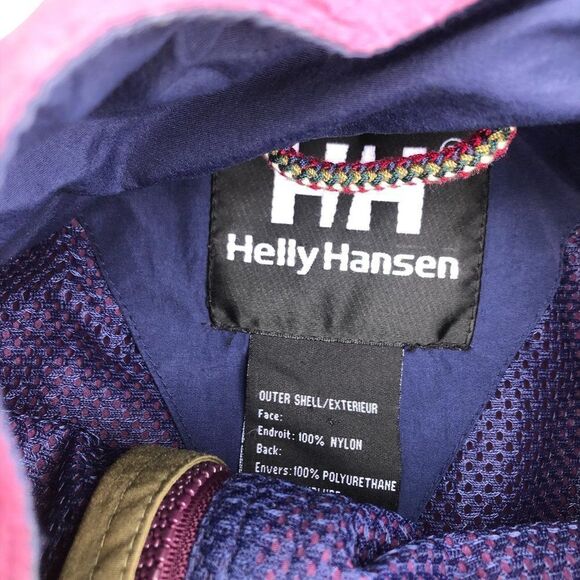 HH
Helly Hansen
OUTER SHELL/EXTERIEUR
Face:
Endroit: 100% NYLON
Back:
Envers: 100% POLYURETHANE